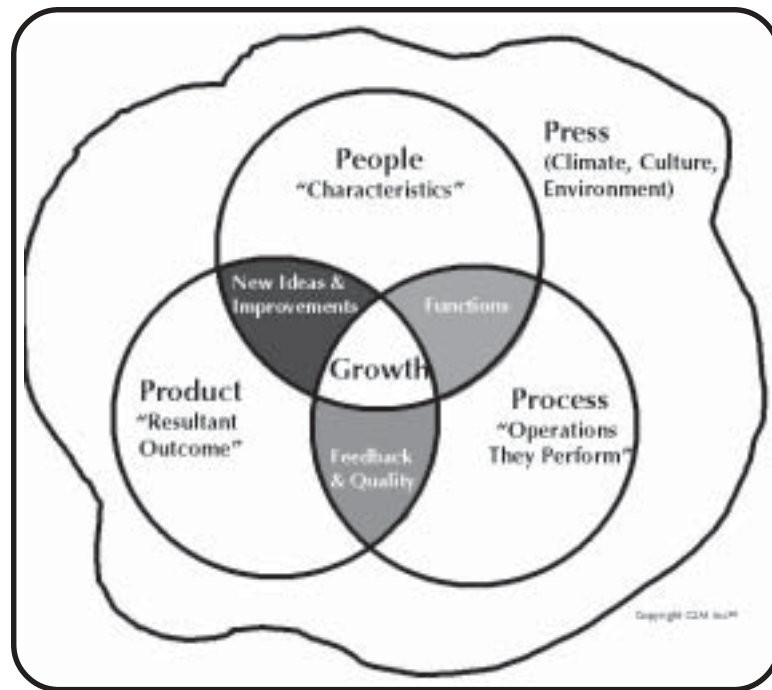 People
“Characteristics”
Press
(Climate, Culture,
Environment)
New Ideas &
Improvements
Functions
Growth
Product
“Resultant
Outcome”
Process
“Operations
They Perform”
Feedback
& Quality
Copyright